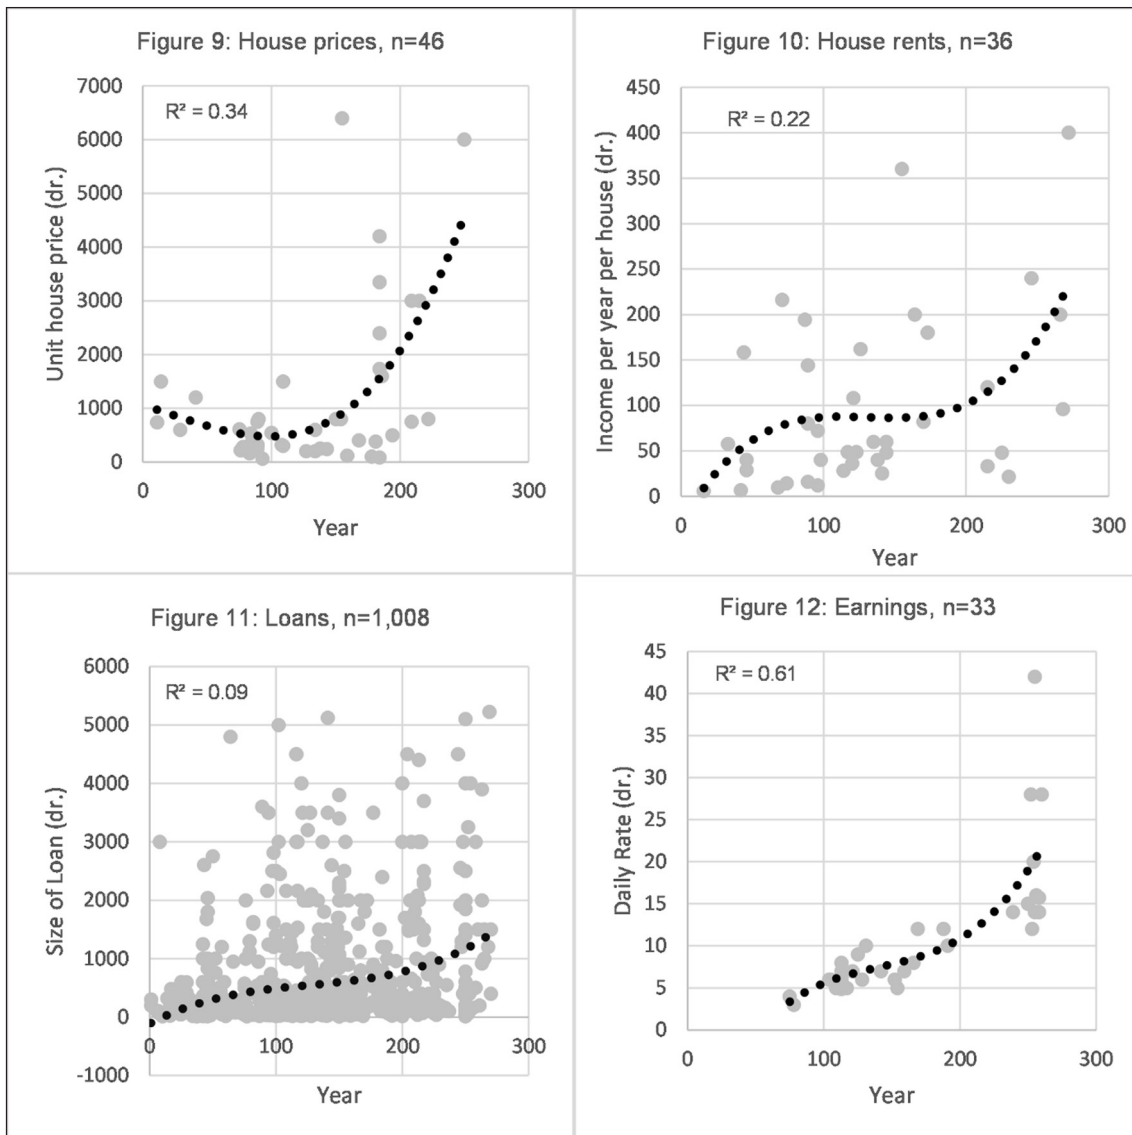 Figure 9: House prices, n=46
R² = 0.34
7000
6000
5000
4000
3000
2000
1000
0
Unit house price (dr.)
0 100 200 300
Year
Figure 10: House rents, n=36
R² = 0.22
450
400
350
300
250
200
150
100
50
0
Income per year per house (dr.)
0 100 200 300
Year
Figure 11: Loans, n=1,008
R² = 0.09
6000
5000
4000
3000
2000
1000
0
-1000
Size of Loan (dr.)
0 100 200 300
Year
Figure 12: Earnings, n=33
R² = 0.61
45
40
35
30
25
20
15
10
5
0
Daily Rate (dr.)
0 100 200 300
Year